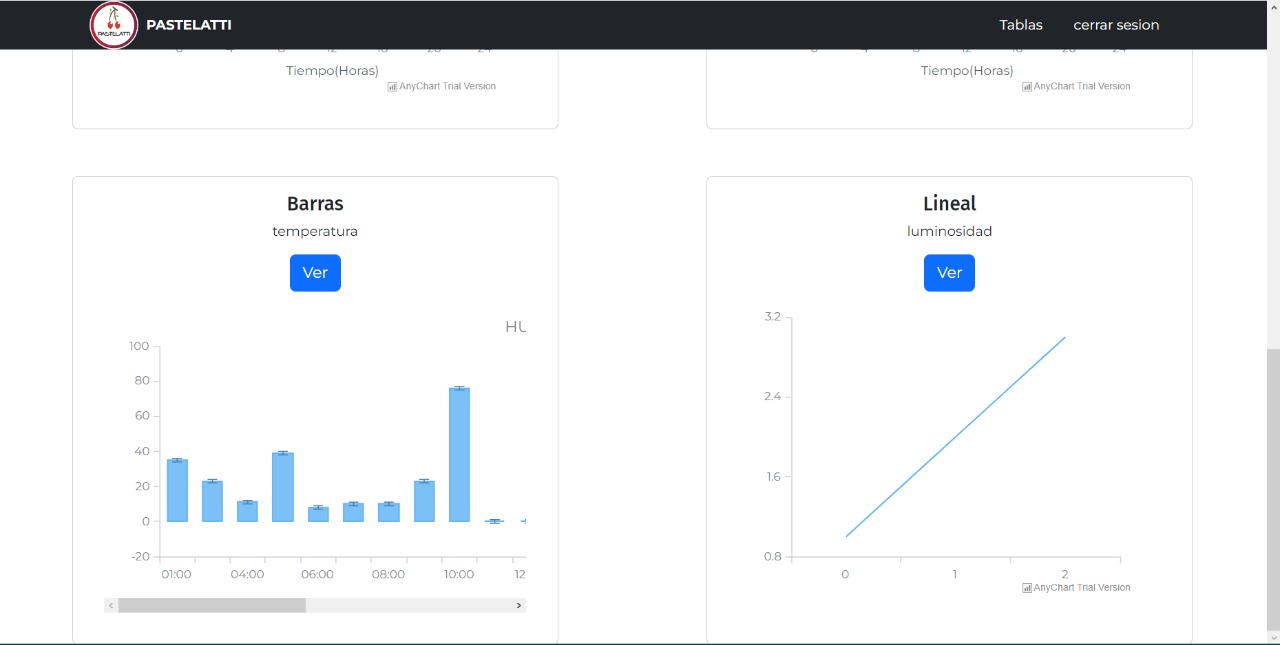 PASTELATTI
PASTELATTI
Tablas
cerrar sesion
Tiempo(Horas)
AnyChart Trial Version
Tiempo(Horas)
AnyChart Trial Version
Barras
temperatura
Ver
HU
100
80
60
40
20
0
-20
01:00 04:00 06:00 08:00 10:00 12
Lineal
luminosidad
Ver
3.2
2.4
1.6
0.8
0 1 2
AnyChart Trial Version